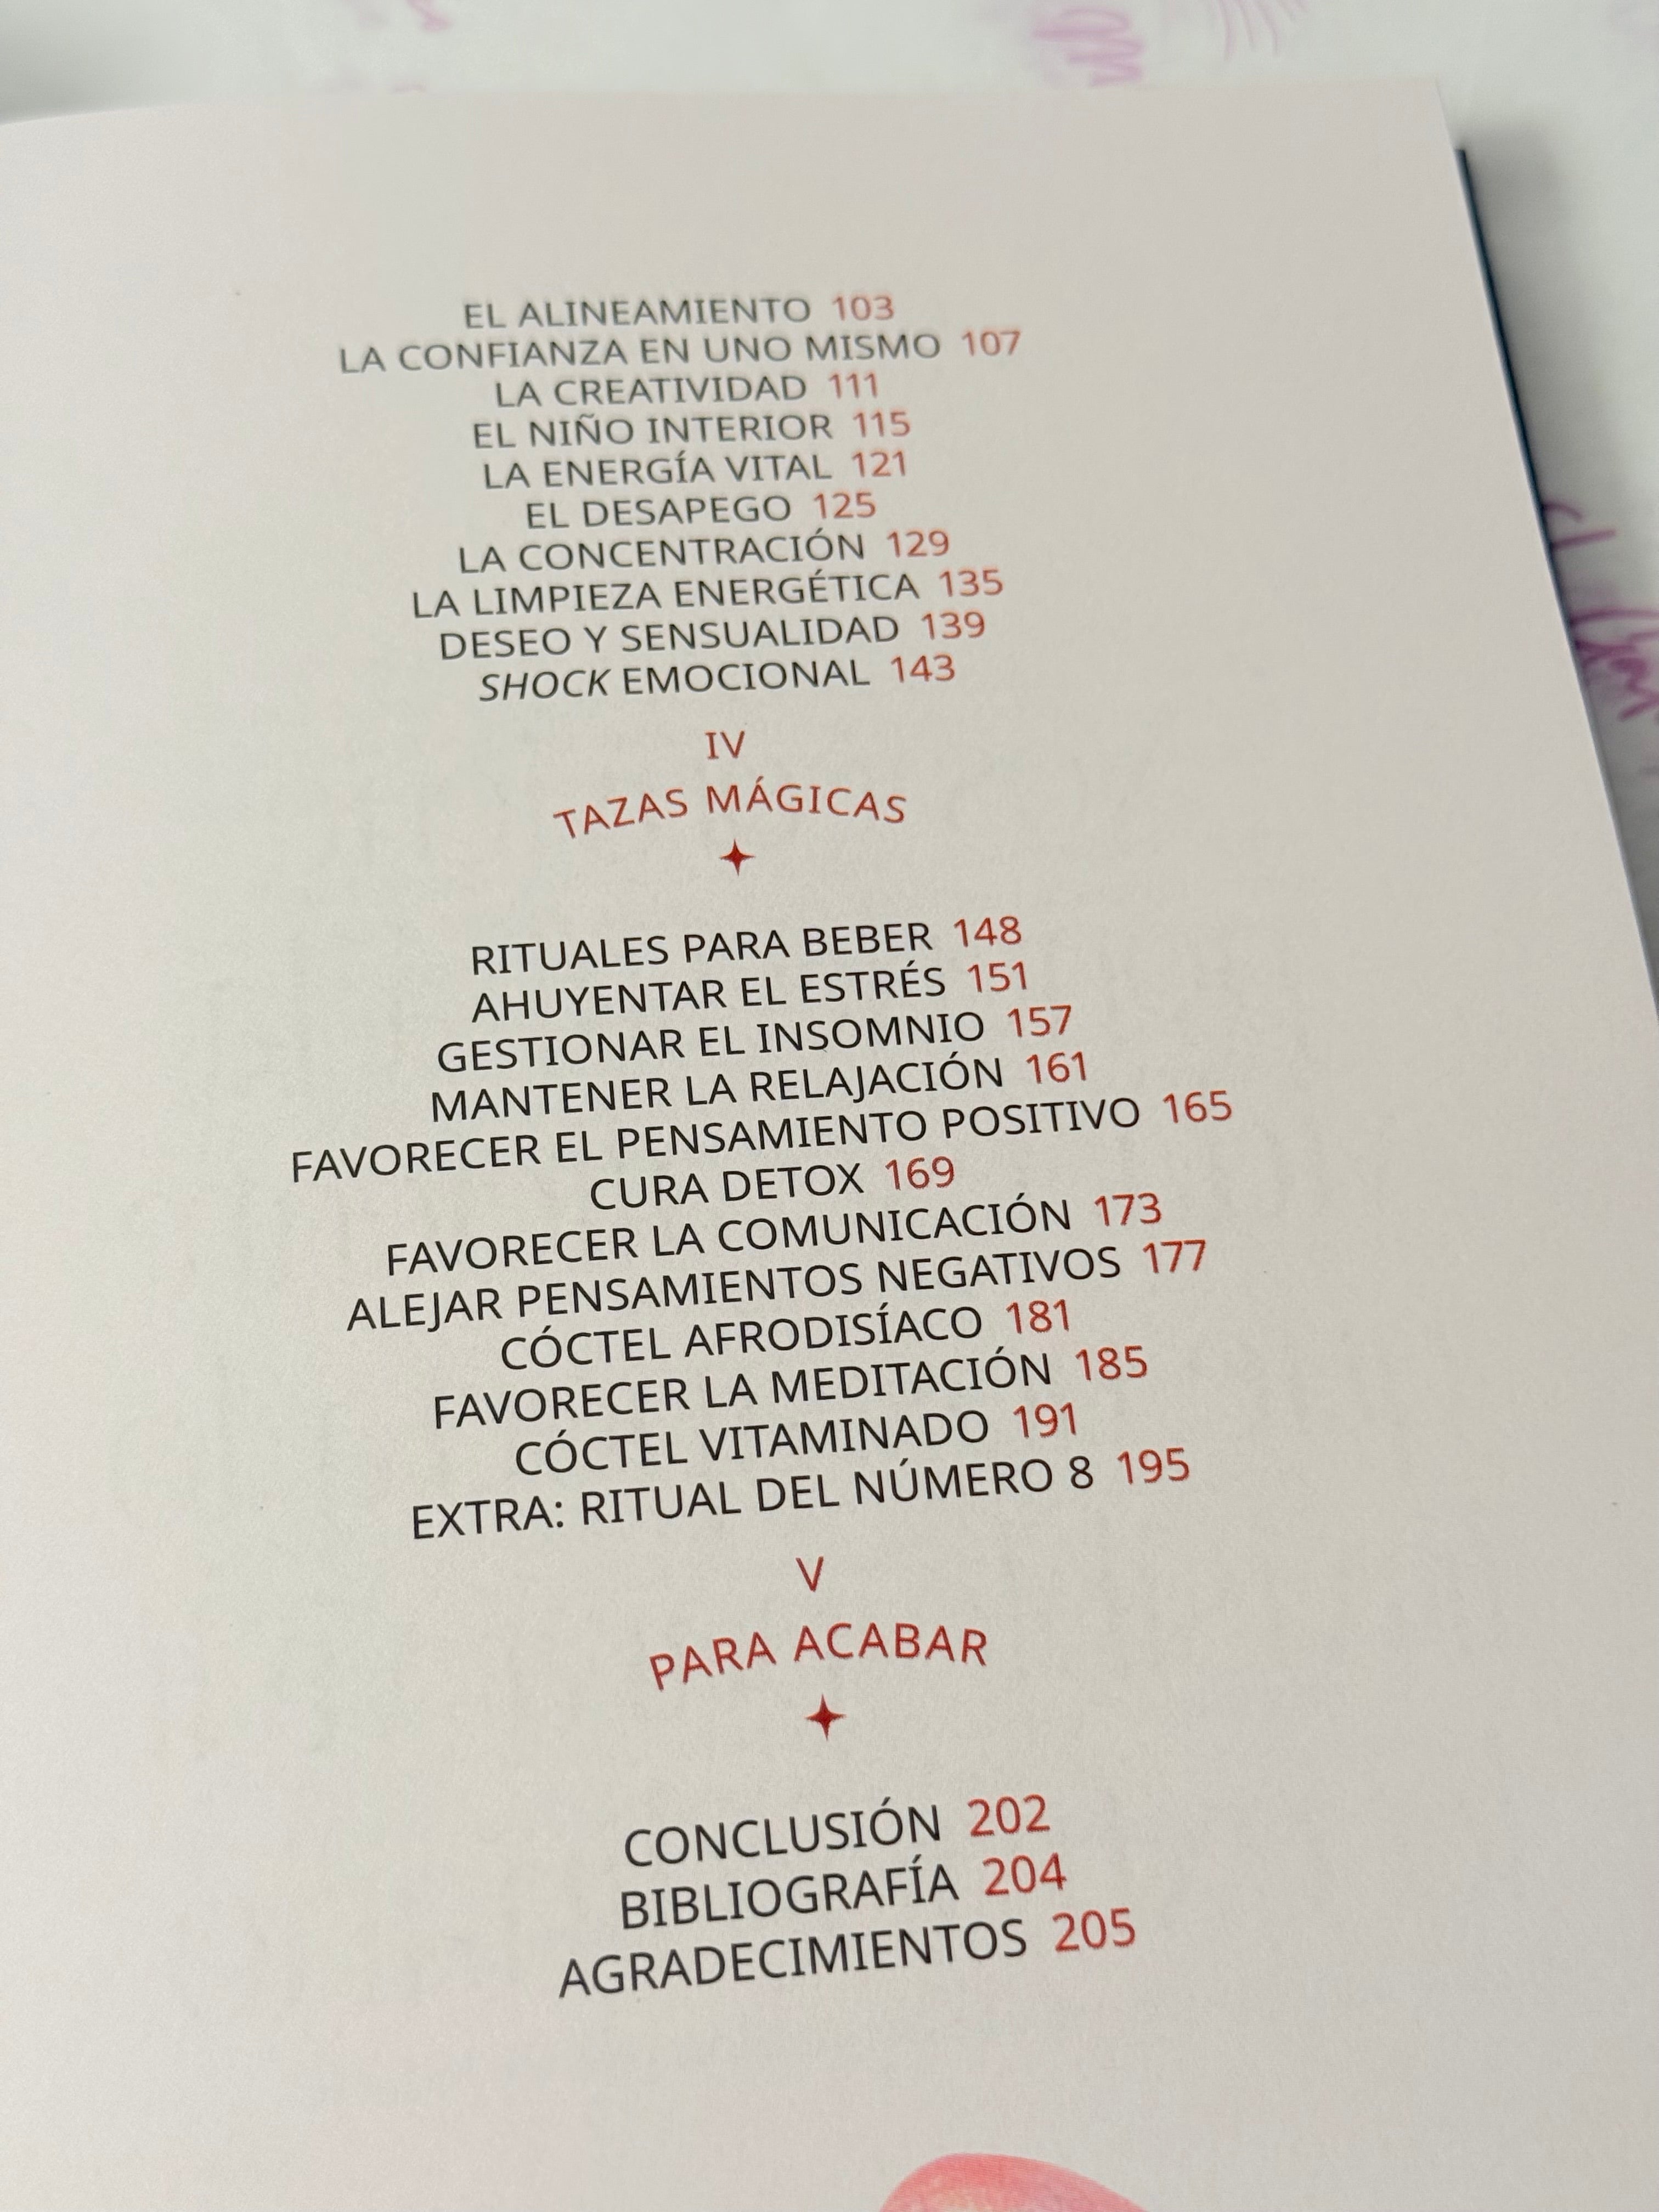 EL ALINEAMIENTO 103
LA CONFIANZA EN UNO MISMO 107
LA CREATIVIDAD 111
EL NIÑO INTERIOR 115
LA ENERGÍA VITAL 121
EL DESAPEGO 125
LA CONCENTRACIÓN 129
LA LIMPIEZA ENERGÉTICA 135
DESEO Y SENSUALIDAD 139
SHOCK EMOCIONAL 143
IV
TAZAS MÁGICAS
RITUALES PARA BEBER 148
AHUYENTAR EL ESTRÉS 151
GESTIONAR EL INSOMNIO 157
MANTENER LA RELAJACIÓN 161
FAVORECER EL PENSAMIENTO POSITIVO 165
CURA DETOX 169
FAVORECER LA COMUNICACIÓN 173
ALEJAR PENSAMIENTOS NEGATIVOS 177
CÓCTEL AFRODISÍACO 181
FAVORECER LA MEDITACIÓN 185
CÓCTEL VITAMINADO 191
EXTRA: RITUAL DEL NÚMERO 8 195
V
PARA ACABAR
CONCLUSIÓN 202
BIBLIOGRAFÍA 204
AGRADECIMIENTOS 205